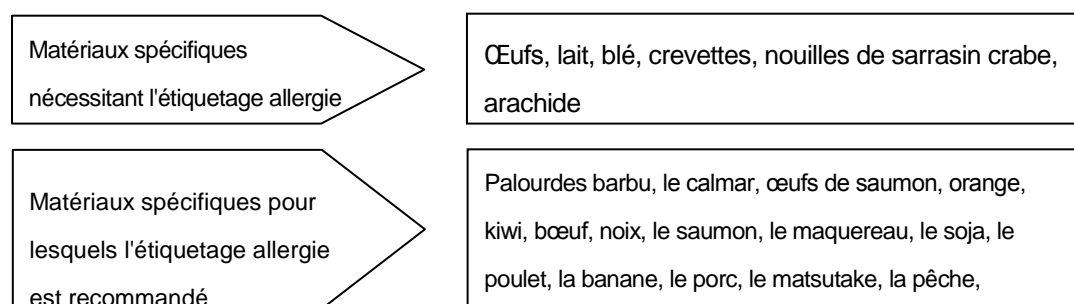 Matériaux spécifiques
nécessitant l'étiquetage allergie
Œufs, lait, blé, crevettes, nouilles de sarrasin crabe,
arachide
Matériaux spécifiques pour
lesquels l'étiquetage allergie
est recommandé
Palourdes barbu, le calmar, œufs de saumon, orange,
kiwi, bœuf, noix, le saumon, le maquereau, le soja, le
poulet, la banane, le porc, le matsutake, la pêche,